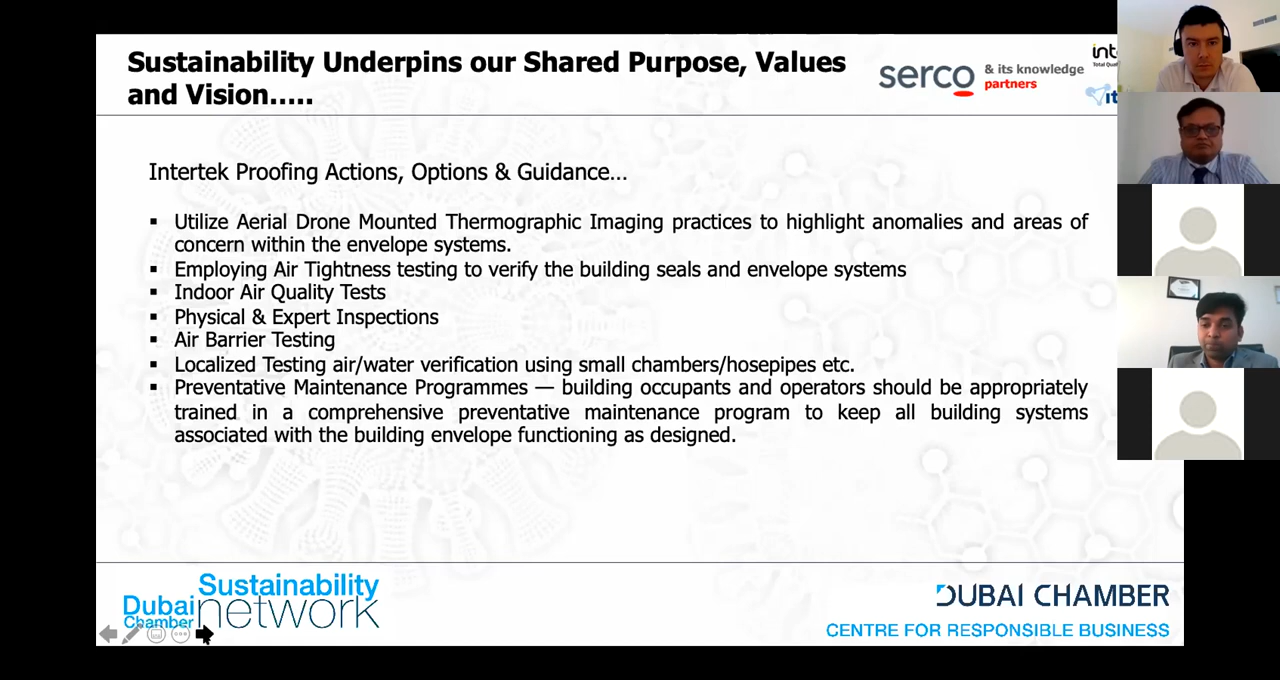 Sustainability Underpins our Shared Purpose, Values
and Vision.....
serco
& its knowledge
partners
Intertek Proofing Actions, Options & Guidance...
▪ Utilize Aerial Drone Mounted Thermographic Imaging practices to highlight anomalies and areas of
concern within the envelope systems.
▪ Employing Air Tightness testing to verify the building seals and envelope systems
▪ Indoor Air Quality Tests
▪ Physical & Expert Inspections
▪ Air Barrier Testing
▪ Localized Testing air/water verification using small chambers/hosepipes etc.
▪ Preventative Maintenance Programmes — building occupants and operators should be appropriately
trained in a comprehensive preventative maintenance program to keep all building systems
associated with the building envelope functioning as designed.
Sustainability
Dubai
Chamber
network
DUBAI CHAMBER
CENTRE FOR RESPONSIBLE BUSINESS